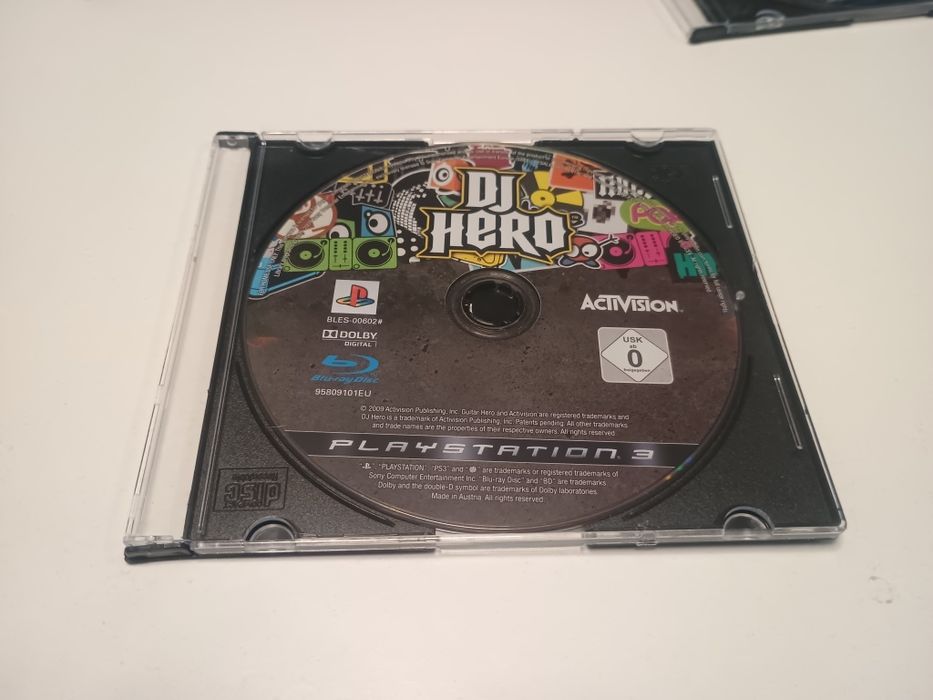 DJ
HERO
BLES-00602#
DOLBY
DIGITAL
Blu-ray Disc
95809101EU
ACTIVISION.
USK
ab
0
freigegeben
© 2009 Activision Publishing, Inc. Guitar Hero and Activision are registered trademarks and
DJ Hero is a trademark of Activision Publishing, Inc. Patents pending. All other trademarks
and trade names are the properties of their respective owners. All rights reserved.
PLAYSTATION 3
", "PLAYSTATION", "PS3" and " " are trademarks or registered trademarks of
Sony Computer Entertainment Inc. "Blu-ray Disc" and "BD" are trademarks
Dolby and the double-D symbol are trademarks of Dolby laboratories.
Made in Austria. All rights reserved.
disc